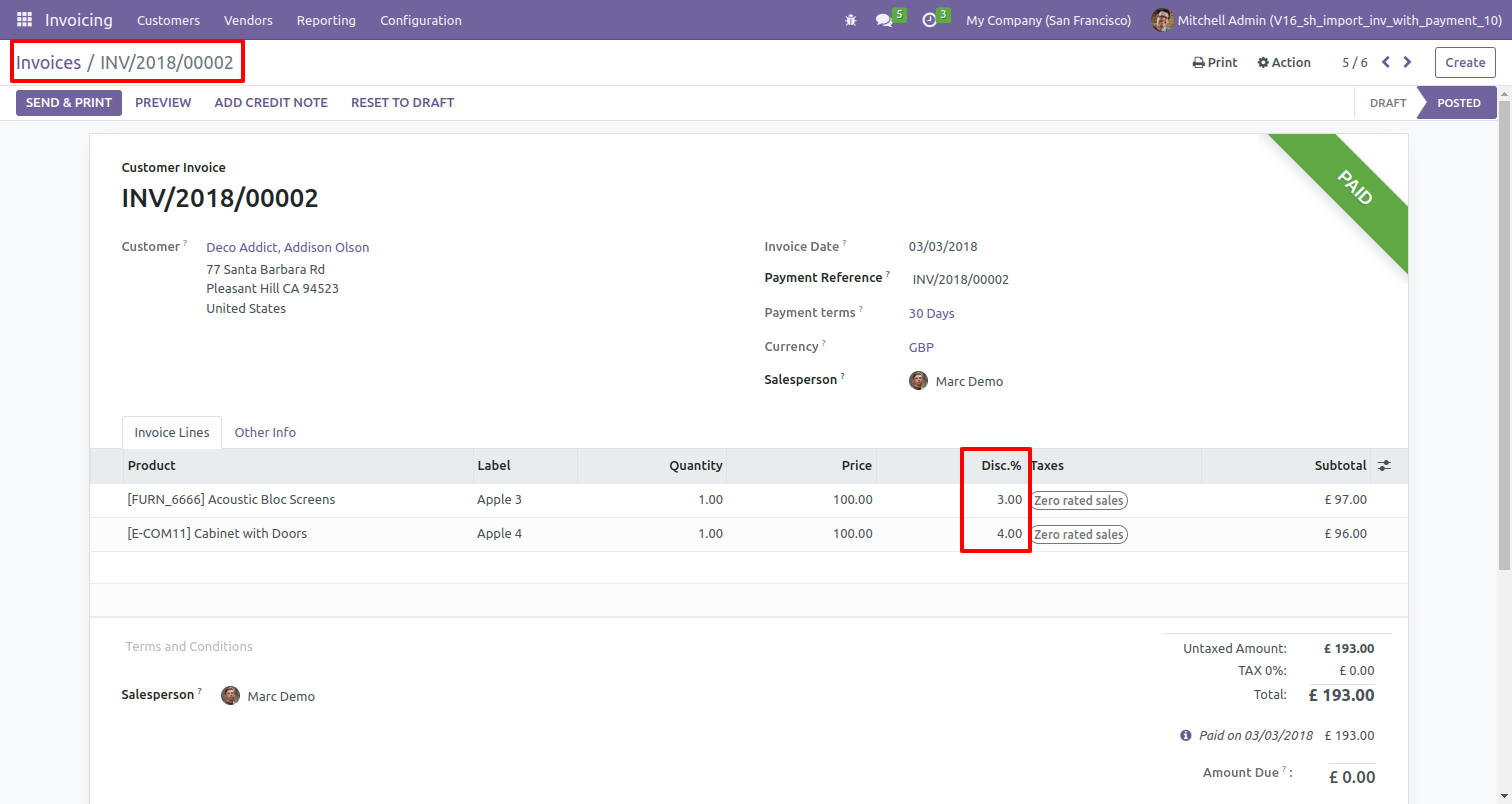 Invoicing Customers Vendors Reporting Configuration 5 3 My Company (San Francisco) Mitchell Admin (V16_sh_import_inv_with_payment_10)
Invoices / INV/2018/00002 Print Action 5 / 6 Create
SEND & PRINT PREVIEW ADD CREDIT NOTE RESET TO DRAFT DRAFT POSTED
Customer Invoice
INV/2018/00002
PAID
Customer ? Deco Addict, Addison Olson
77 Santa Barbara Rd
Pleasant Hill CA 94523
United States
Invoice Date ? 03/03/2018
Payment Reference ? INV/2018/00002
Payment terms ? 30 Days
Currency ? GBP
Salesperson ? Marc Demo
Invoice Lines Other Info
Product Label Quantity Price Disc.% Taxes Subtotal
[FURN_6666] Acoustic Bloc Screens Apple 3 1.00 100.00 3.00 Zero rated sales £ 97.00
[E-COM11] Cabinet with Doors Apple 4 1.00 100.00 4.00 Zero rated sales £ 96.00
Terms and Conditions
Salesperson ? Marc Demo
Untaxed Amount: £ 193.00
TAX 0%: £ 0.00
Total: £ 193.00
Paid on 03/03/2018 £ 193.00
Amount Due ? : £ 0.00